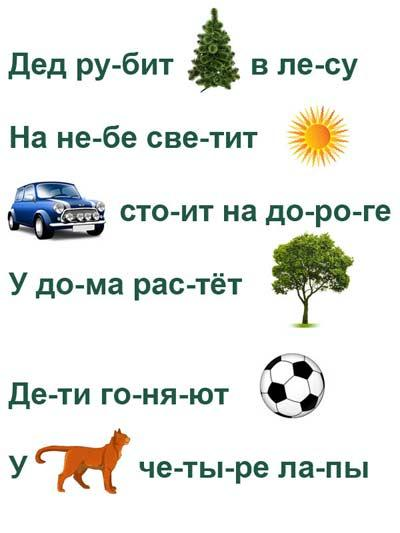 Дед ру-бит в ле-су
На не-бе све-тит
сто-ит на до-ро-ге
У до-ма рас-тёт
Де-ти го-ня-ют
У че-ты-ре ла-пы